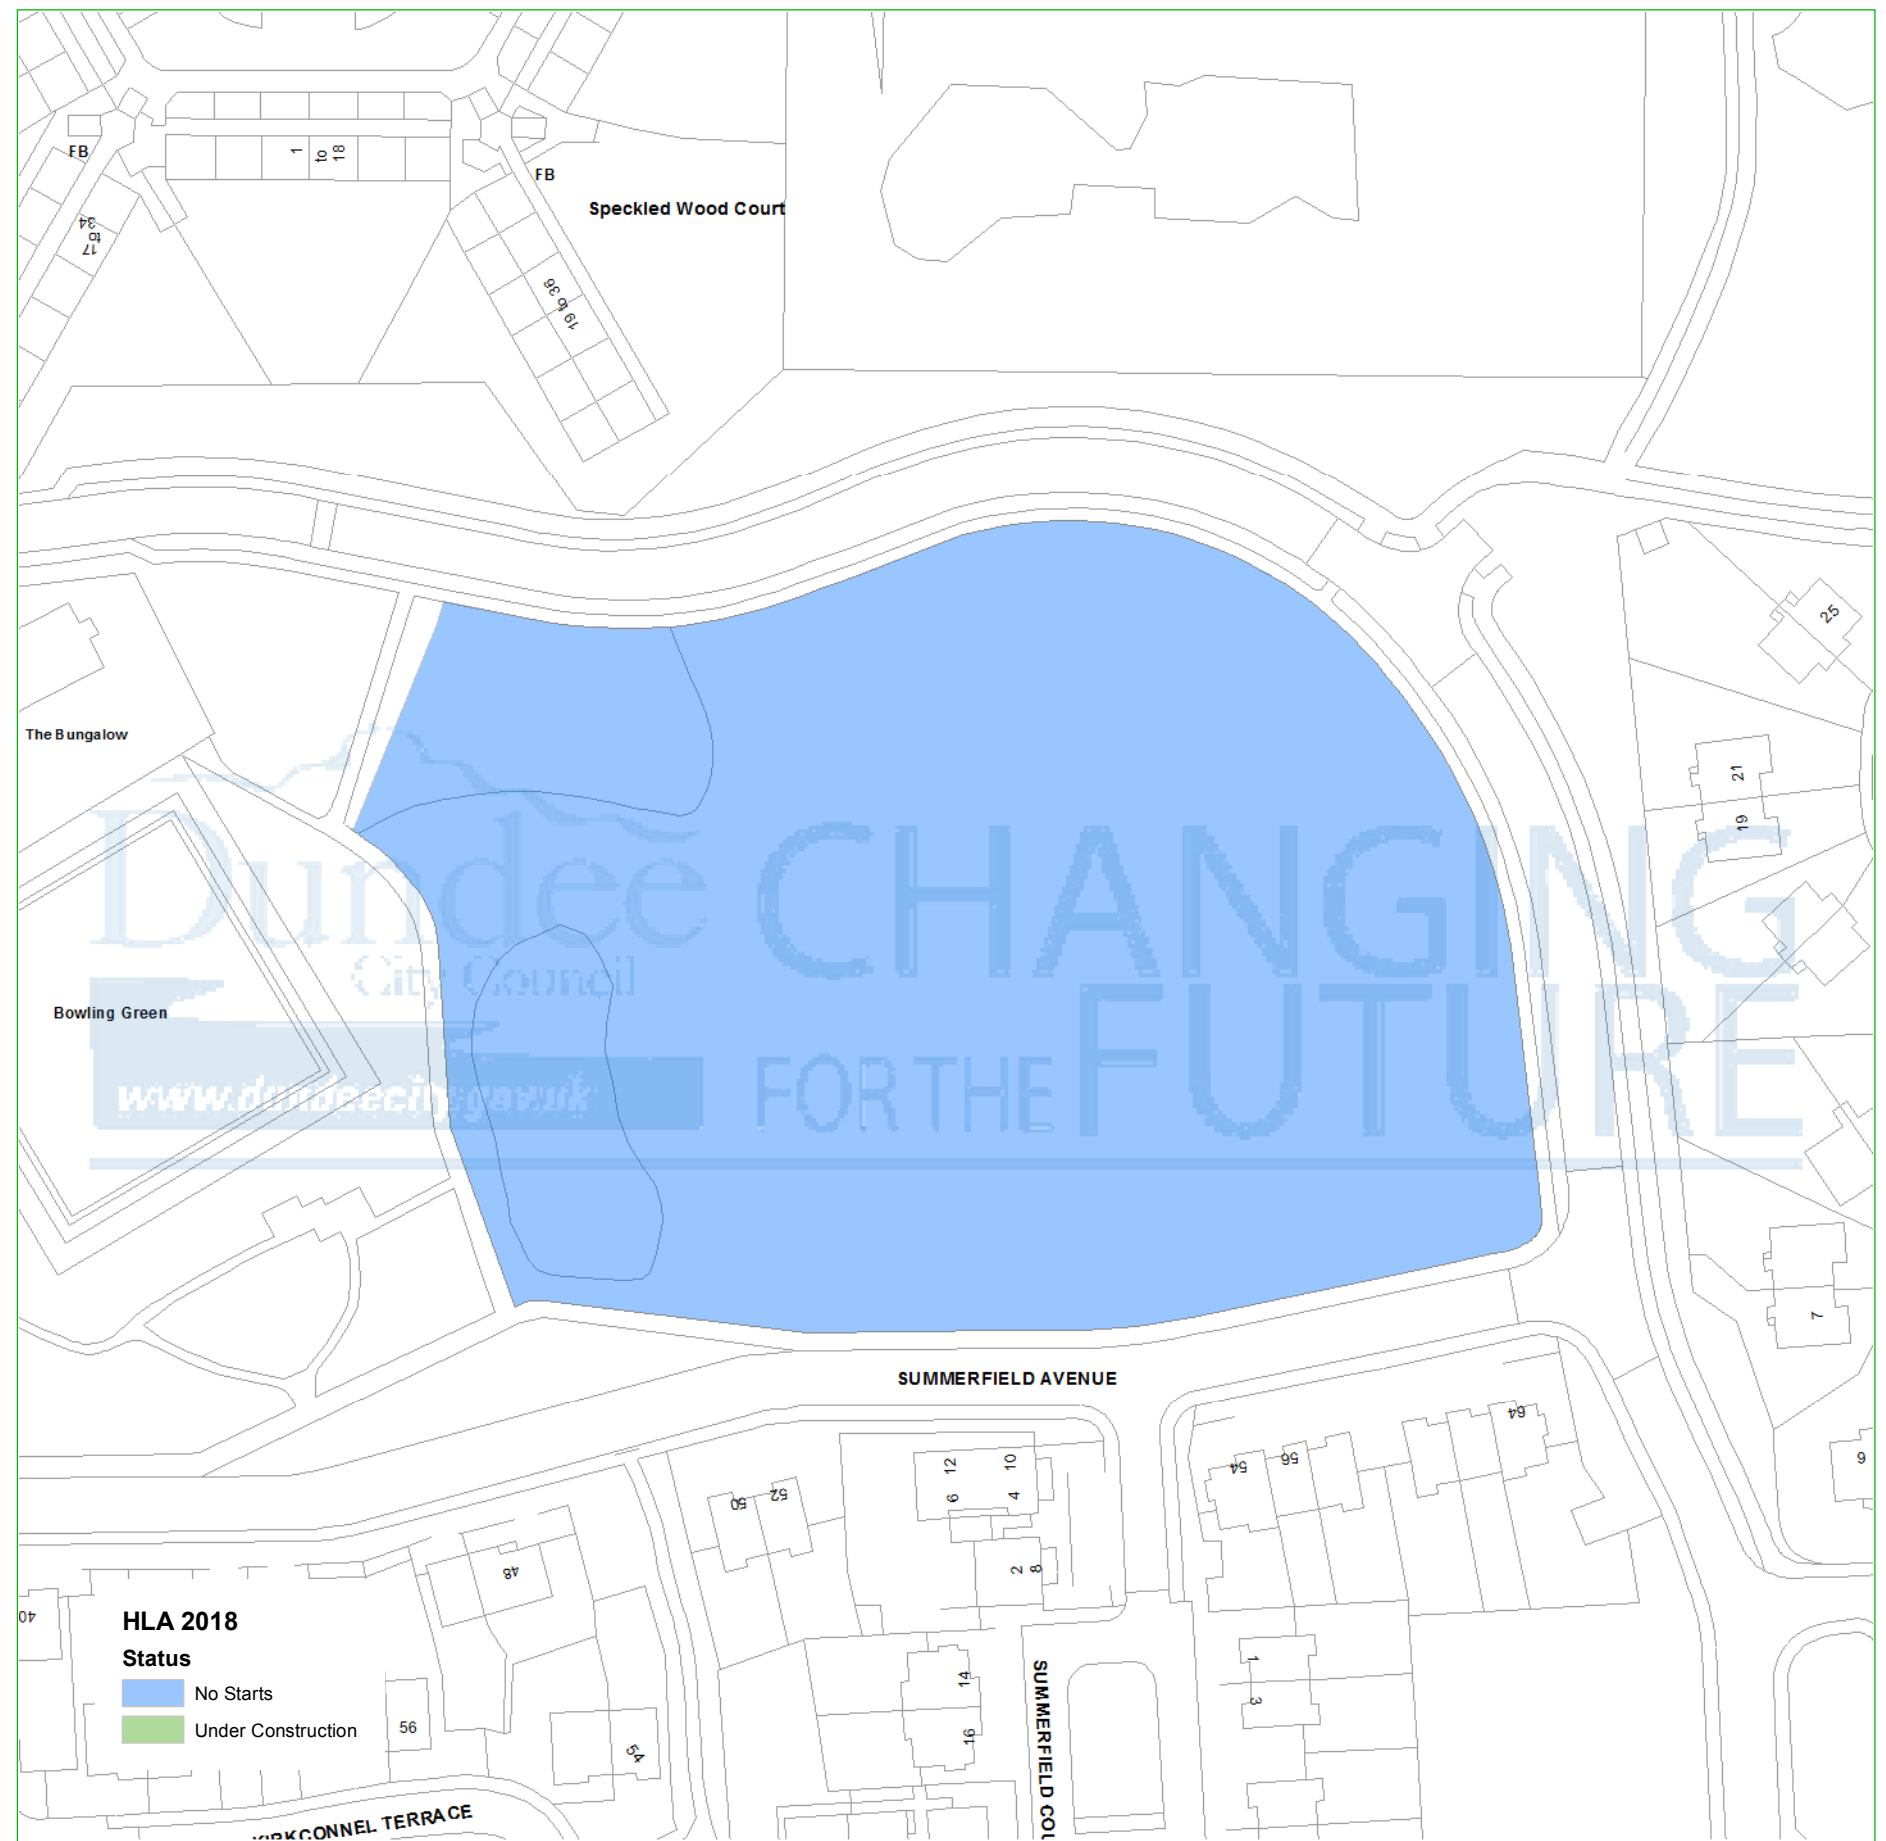 FB
1
to
18
FB
Speckled Wood Court
17
to
34
19 to 36
25
The Bungalow
21
19
Dundee
City Council
CHANGING
FOR THE FUTURE
www.dundeecity.gov.uk
Bowling Green
7
SUMMERFIELD AVENUE
64
54
56
9
12
10
6
4
50
52
48
2
8
40
HLA 2018
Status
No Starts
Under Construction
56
54
14
16
1
3
SUMMERFIELD COU
KIRKCONNEL TERRACE